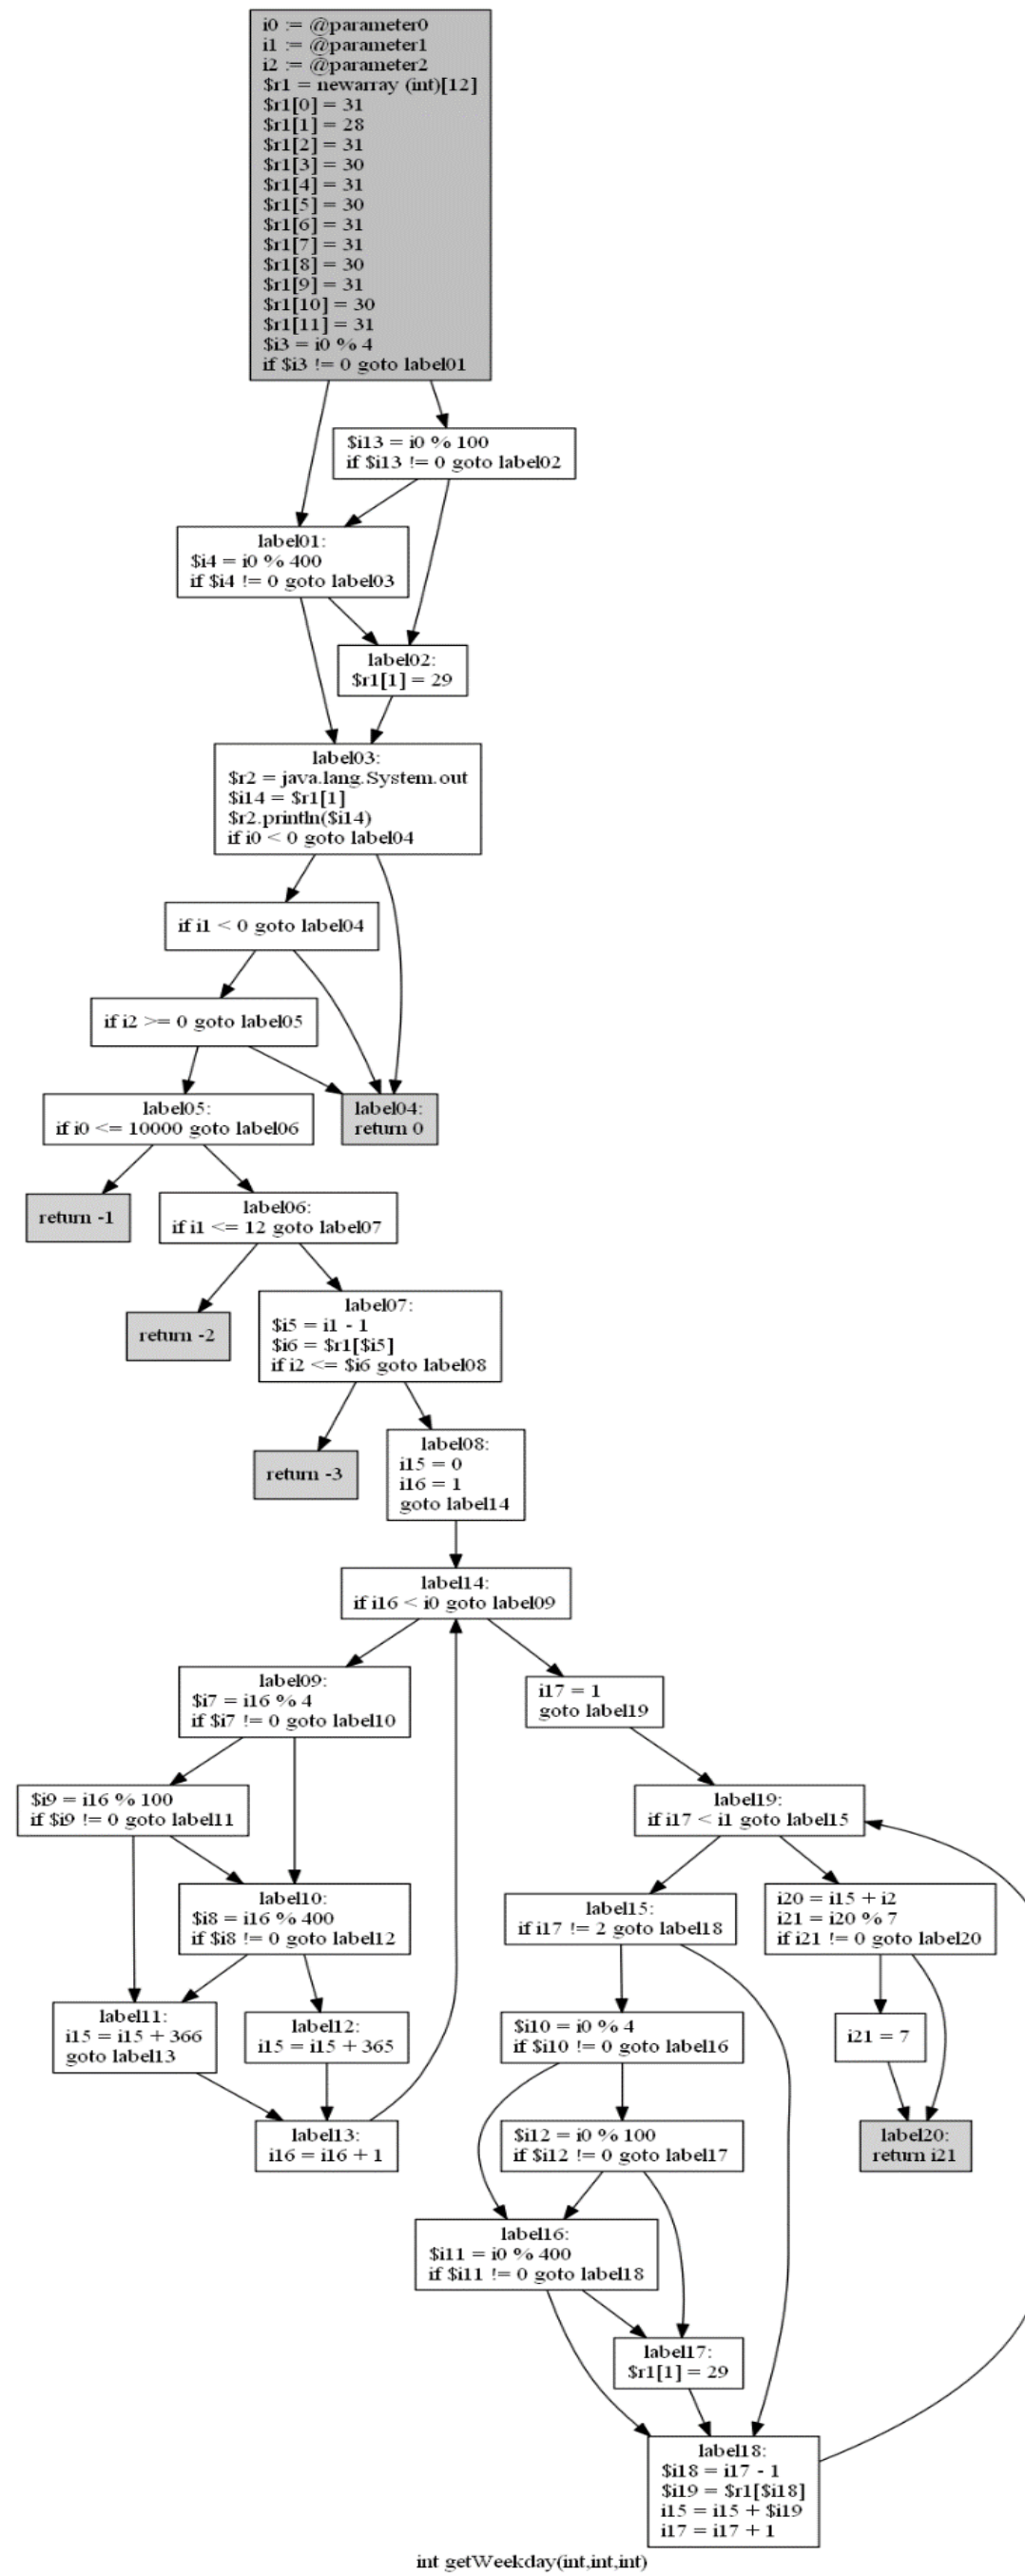 i0 := @parameter0
i1 := @parameter1
i2 := @parameter2
$r1 = newarray (int)[12]
$r1[0] = 31
$r1[1] = 28
$r1[2] = 31
$r1[3] = 30
$r1[4] = 31
$r1[5] = 30
$r1[6] = 31
$r1[7] = 31
$r1[8] = 30
$r1[9] = 31
$r1[10] = 30
$r1[11] = 31
$i3 = i0 % 4
if $i3 != 0 goto label01
$i13 = i0 % 100
if $i13 != 0 goto label02
label01:
$i4 = i0 % 400
if $i4 != 0 goto label03
label02:
$r1[1] = 29
label03:
$r2 = java.lang.System.out
$i14 = $r1[1]
$r2.println($i14)
if i0 < 0 goto label04
if i1 < 0 goto label04
if i2 >= 0 goto label05
label05:
if i0 <= 10000 goto label06
label04:
return 0
return -1
label06:
if i1 <= 12 goto label07
return -2
label07:
$i5 = i1 - 1
$i6 = $r1[$i5]
if i2 <= $i6 goto label08
return -3
label08:
i15 = 0
i16 = 1
goto label14
label14:
if i16 < i0 goto label09
label09:
$i7 = i16 % 4
if $i7 != 0 goto label10
i17 = 1
goto label19
$i9 = i16 % 100
if $i9 != 0 goto label11
label19:
if i17 < i1 goto label15
label10:
$i8 = i16 % 400
if $i8 != 0 goto label12
label15:
if i17 != 2 goto label18
i20 = i15 + i2
i21 = i20 % 7
if i21 != 0 goto label20
label11:
i15 = i15 + 366
goto label13
label12:
i15 = i15 + 365
$i10 = i0 % 4
if $i10 != 0 goto label16
i21 = 7
label13:
i16 = i16 + 1
$i12 = i0 % 100
if $i12 != 0 goto label17
label20:
return i21
label16:
$i11 = i0 % 400
if $i11 != 0 goto label18
label17:
$r1[1] = 29
label18:
$i18 = i17 - 1
$i19 = $r1[$i18]
i15 = i15 + $i19
i17 = i17 + 1
int getWeekday(int,int,int)